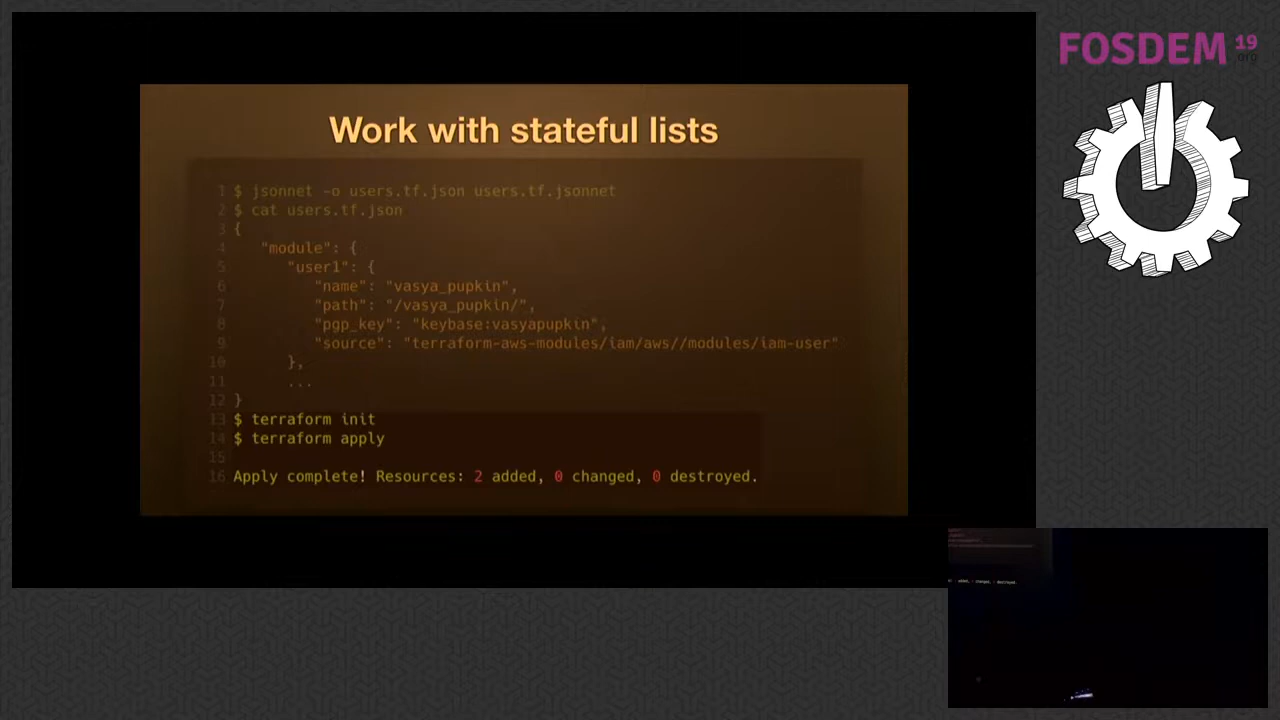 FOSDEM 19
.org
Work with stateful lists
1 $ jsonnet -o users.tf.json users.tf.jsonnet
2 $ cat users.tf.json
3 {
4 "module": {
5 "user1": {
6 "name": "vasya_pupkin",
7 "path": "/vasya_pupkin/",
8 "pgp_key": "keybase:vasyapupkin",
9 "source": "terraform-aws-modules/iam/aws//modules/iam-user"
10 },
11 ...
12 }
13 $ terraform init
14 $ terraform apply
15
16 Apply complete! Resources: 2 added, 0 changed, 0 destroyed.